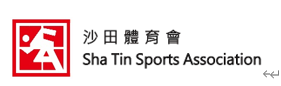 沙田體育會
Sha Tin Sports Association